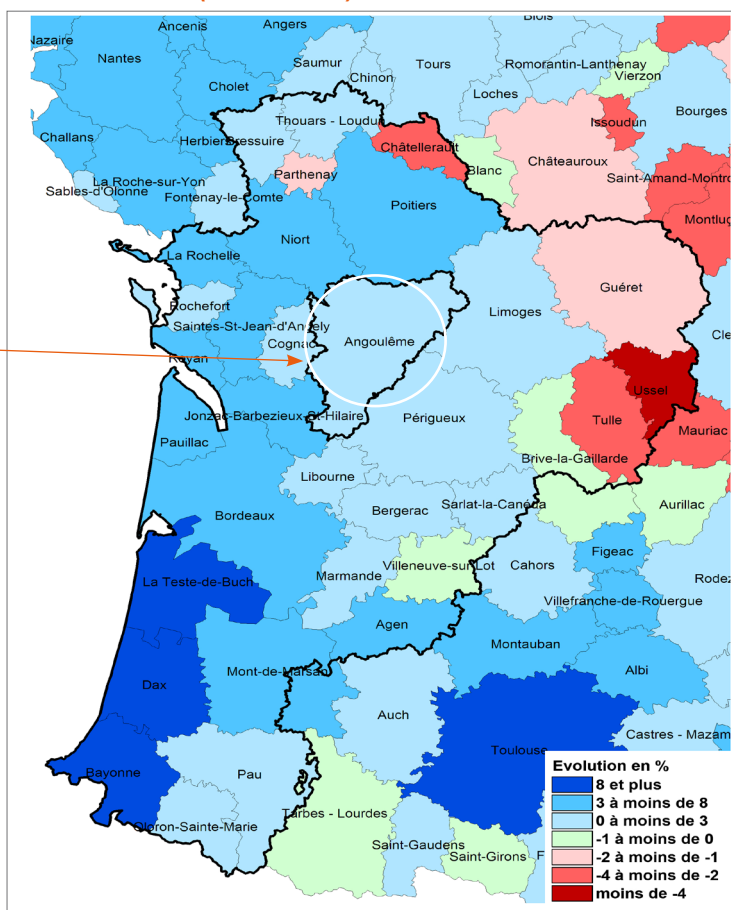 Blois
Ancenis
Angers
Nazaire
Nantes
Saumur
Tours
Romorantin-Lanthenay
Vierzon
Chinon
Cholet
Loches
Bourges
Thouars - Loudun
Issoudun
Challans
Herbiers
Bressuire
Châtellerault
Châteauroux
Blanc
Parthenay
Saint-Amand-Montro
La Roche-sur-Yon
Sables-d'Olonne
Fontenay-le-Comte
Poitiers
Montluç
Niort
La Rochelle
Guéret
Rochefort
Limoges
Saintes-St-Jean-d'Angely
Cle
Cognac
Angoulême
Royan
Ussel
Jonzac-Barbezieux-St-Hilaire
Périgueux
Tulle
Mauriac
Pauillac
Brive-la-Gaillarde
Libourne
Bergerac
Sarlat-la-Canéda
Aurillac
Bordeaux
Figeac
Villeneuve-sur-Lot
Cahors
Marmande
La Teste-de-Buch
Rodez
Villefranche-de-Rouergue
Agen
Montauban
Mont-de-Marsan
Albi
Dax
Auch
Castres - Mazam
Toulouse
Bayonne
Pau
Tarbes - Lourdes
Oloron-Sainte-Marie
Saint-Gaudens
Saint-Girons
F
Evolution en %
8 et plus
3 à moins de 8
0 à moins de 3
-1 à moins de 0
-2 à moins de -1
-4 à moins de -2
moins de -4